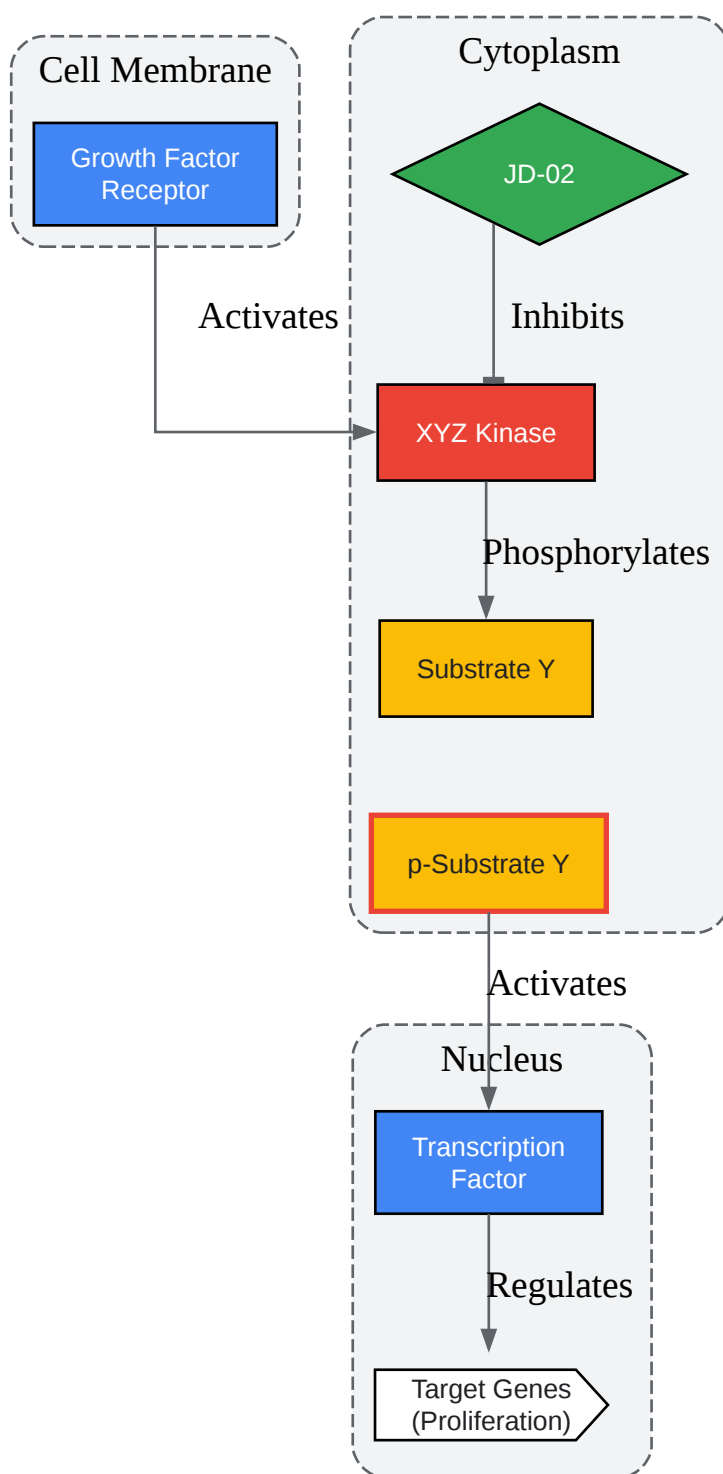 Cell Membrane
Growth Factor
Receptor
Cytoplasm
JD-02
Activates
Inhibits
XYZ Kinase
Phosphorylates
Substrate Y
p-Substrate Y
Activates
Nucleus
Transcription
Factor
Regulates
Target Genes
(Proliferation)